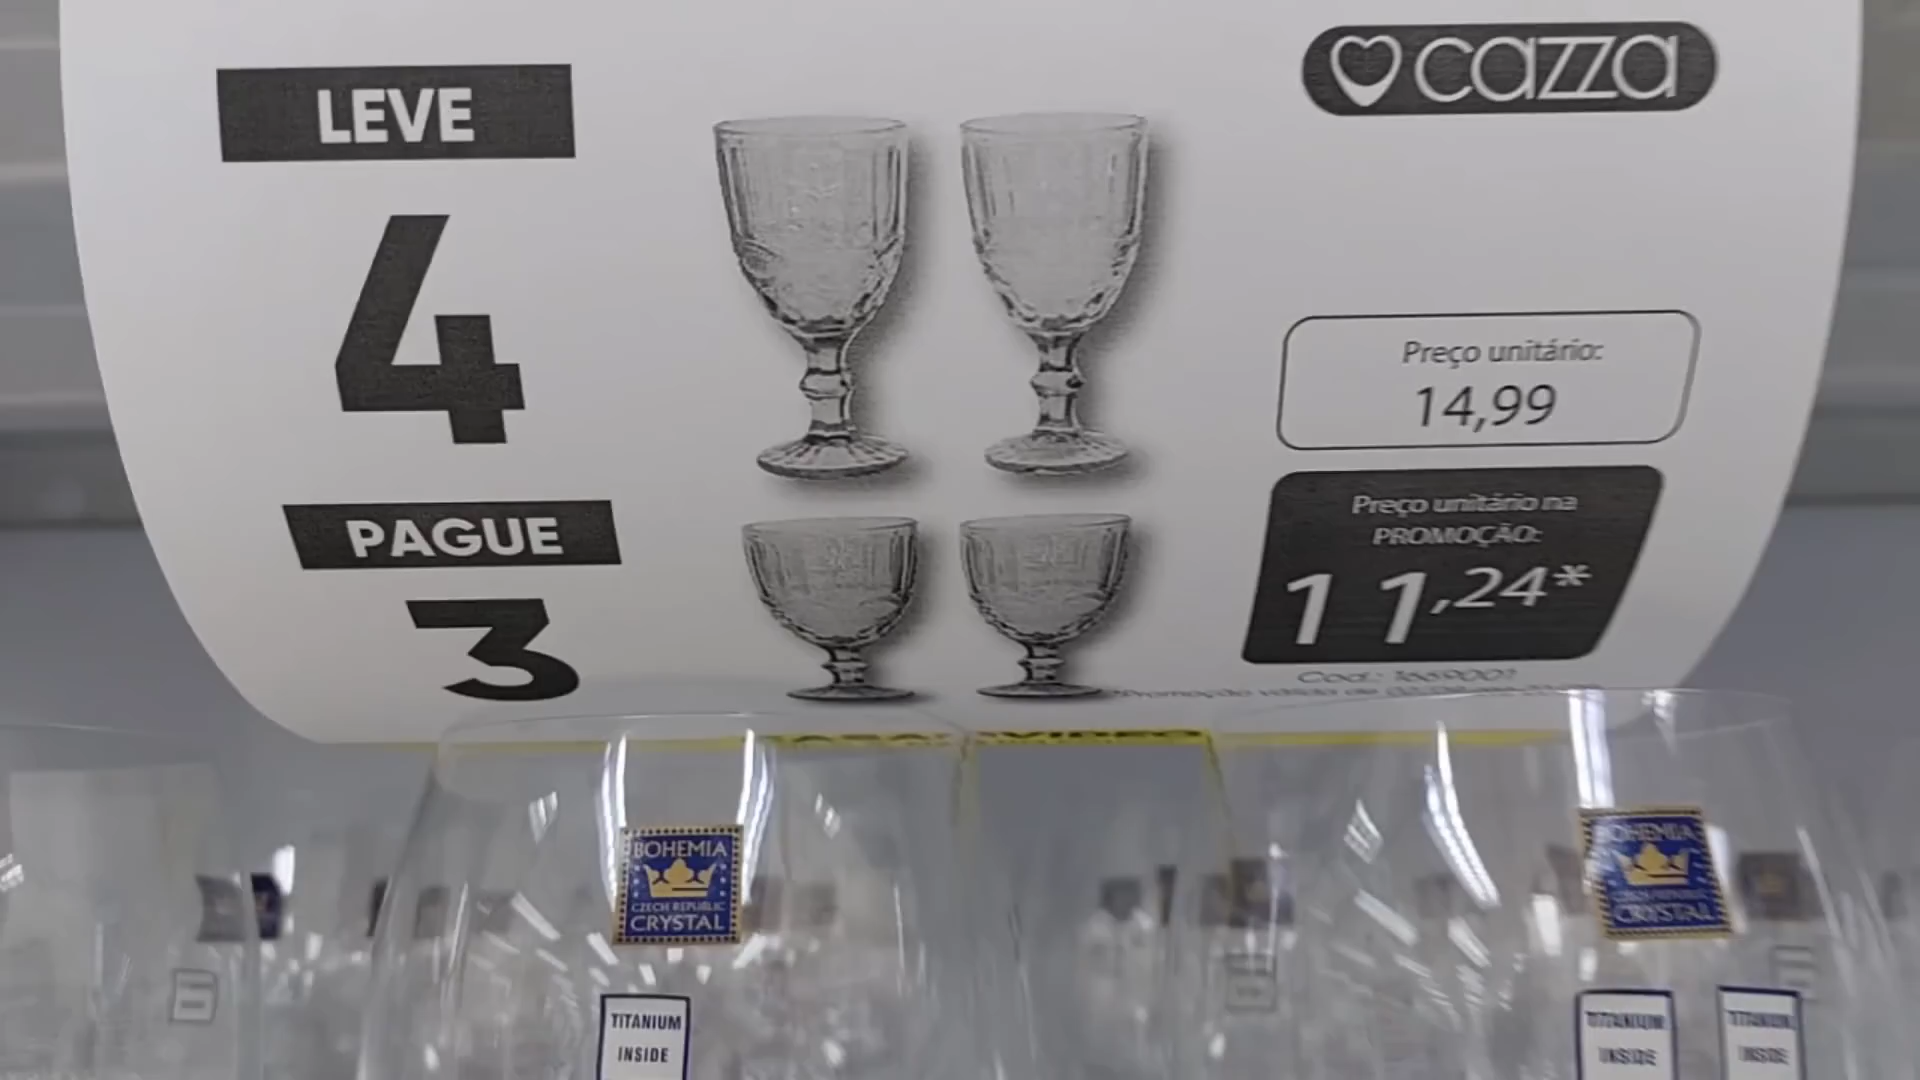 LEVE
4
PAGUE
3
cazza
Preço unitário:
14,99
Preço unitário na
PROMOÇÃO:
11,24*
BOHEMIA
CZECH REPUBLIC
CRYSTAL
TITANIUM
INSIDE
BOHEMIA
CZECH REPUBLIC
CRYSTAL
TITANIUM
INSIDE
TITANIUM
INSIDE